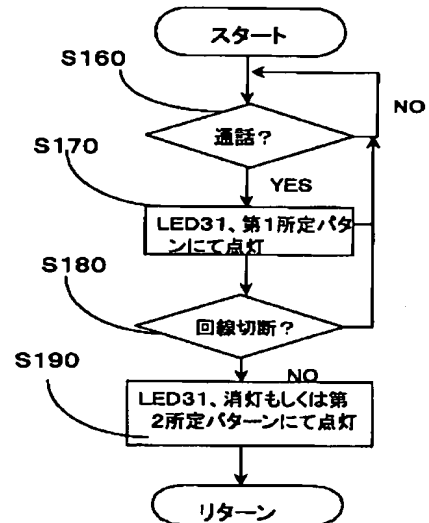 スタート
S160
NO
通話?
S170
YES
LED31、第1所定パタ
ーンにて点灯
S180
回線切断?
S190
NO
LED31、消灯もしくは第
2所定パターンにて点灯
リターン